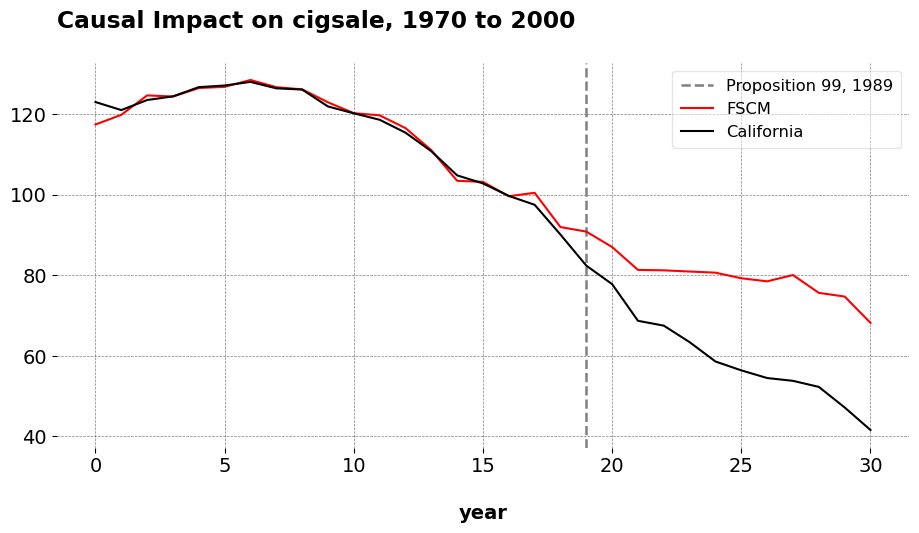 Causal Impact on cigsale, 1970 to 2000
Proposition 99, 1989
FSCM
California
120
100
80
60
40
0 5 10 15 20 25 30
year